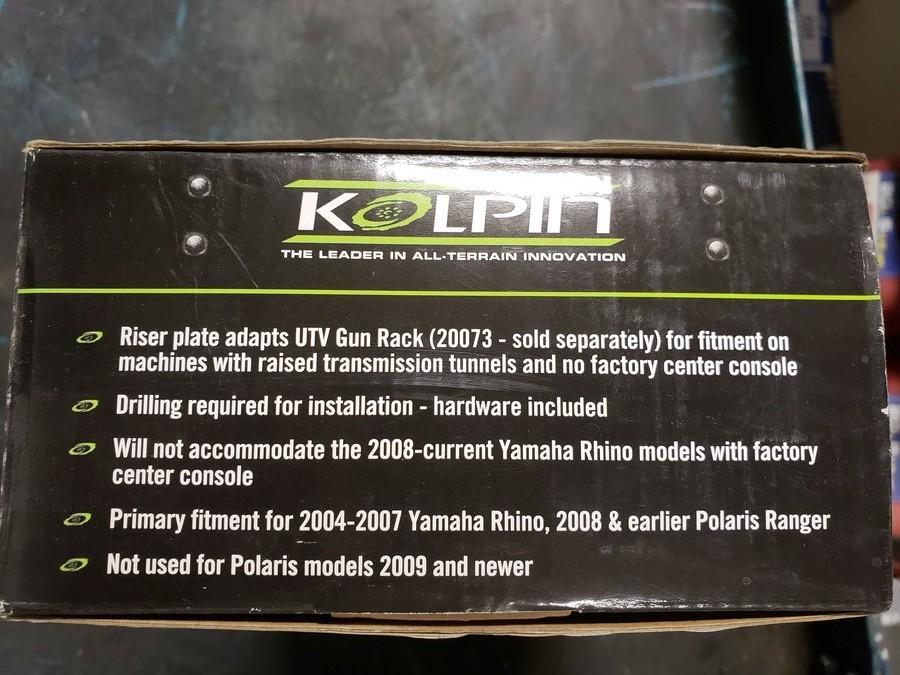 KOLPIN
THE LEADER IN ALL-TERRAIN INNOVATION
Riser plate adapts UTV Gun Rack (20073 - sold separately) for fitment on
machines with raised transmission tunnels and no factory center console
Drilling required for installation - hardware included
Will not accommodate the 2008-current Yamaha Rhino models with factory
center console
Primary fitment for 2004-2007 Yamaha Rhino, 2008 & earlier Polaris Ranger
Not used for Polaris models 2009 and newer